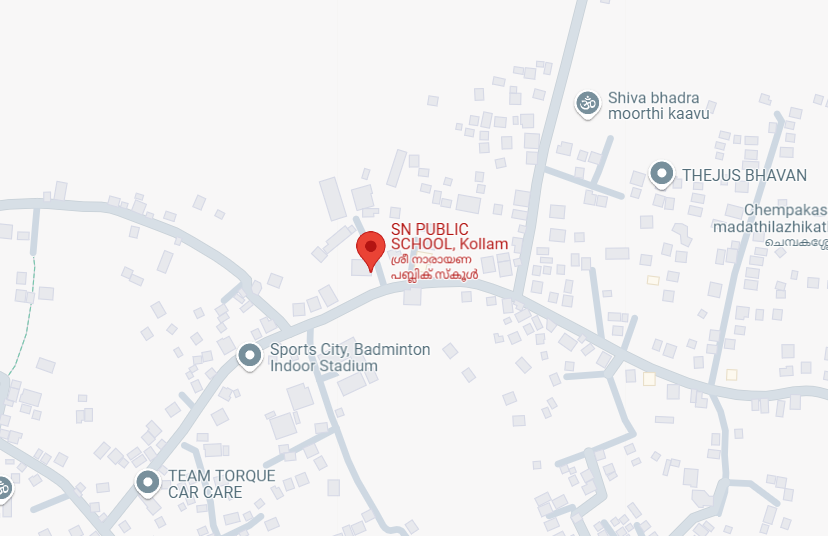 Shiva bhadra
moorthi kaavu
THEJUS BHAVAN
Chempakas
madathilazhikath
SN PUBLIC
SCHOOL, Kollam
ശ്രീ നാരായണ
പബ്ലിക് സ്കൂൾ
Sports City, Badminton
Indoor Stadium
TEAM TORQUE
CAR CARE